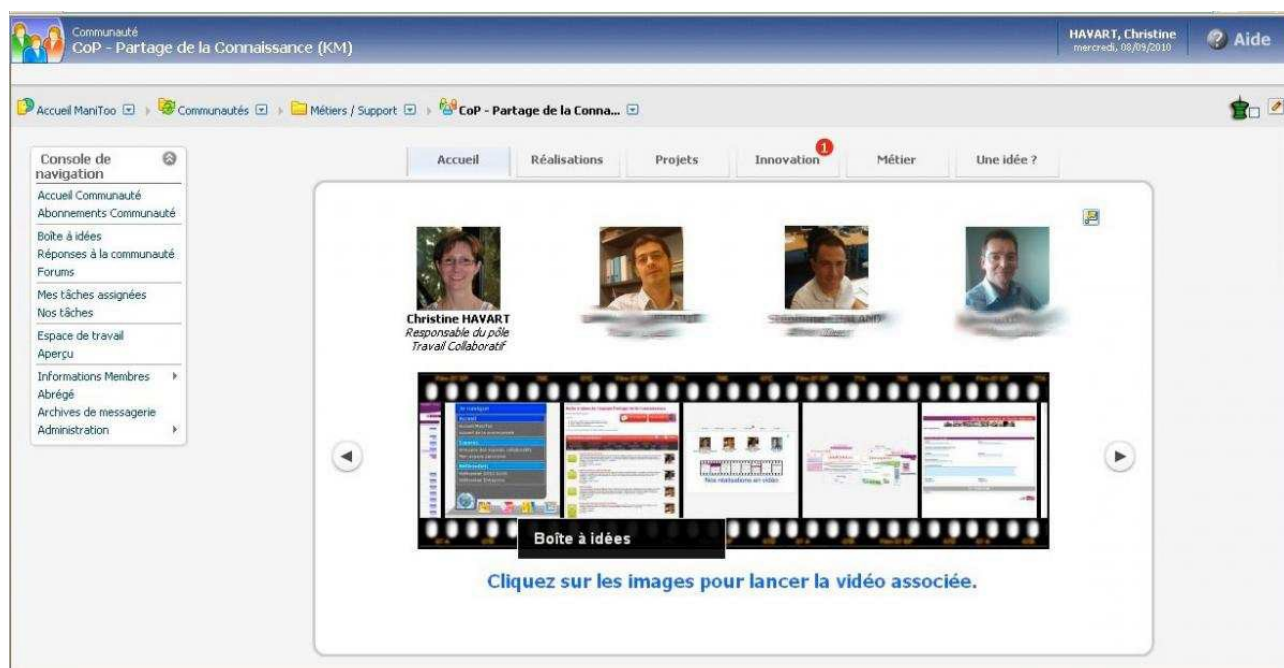 Communauté
CoP - Partage de la Connaissance (KM)
HAVART, Christine
mercredi, 08/09/2010
Aide
Accueil ManiToo
Communautés
Métiers / Support
CoP - Partage de la Conna...
Console de
navigation
Accueil Communauté
Abonnements Communauté
Boîte à idées
Réponses à la communauté
Forums
Mes tâches assignées
Nos tâches
Espace de travail
Aperçu
Informations Membres
Abrégé
Archives de messagerie
Administration
Accueil
Réalisations
Projets
Innovation
1
Métier
Une idée ?
Christine HAVART
Responsable du pôle
Travail Collaboratif
Nos réalisations en vidéo
Boîte à idées
Cliquez sur les images pour lancer la vidéo associée.